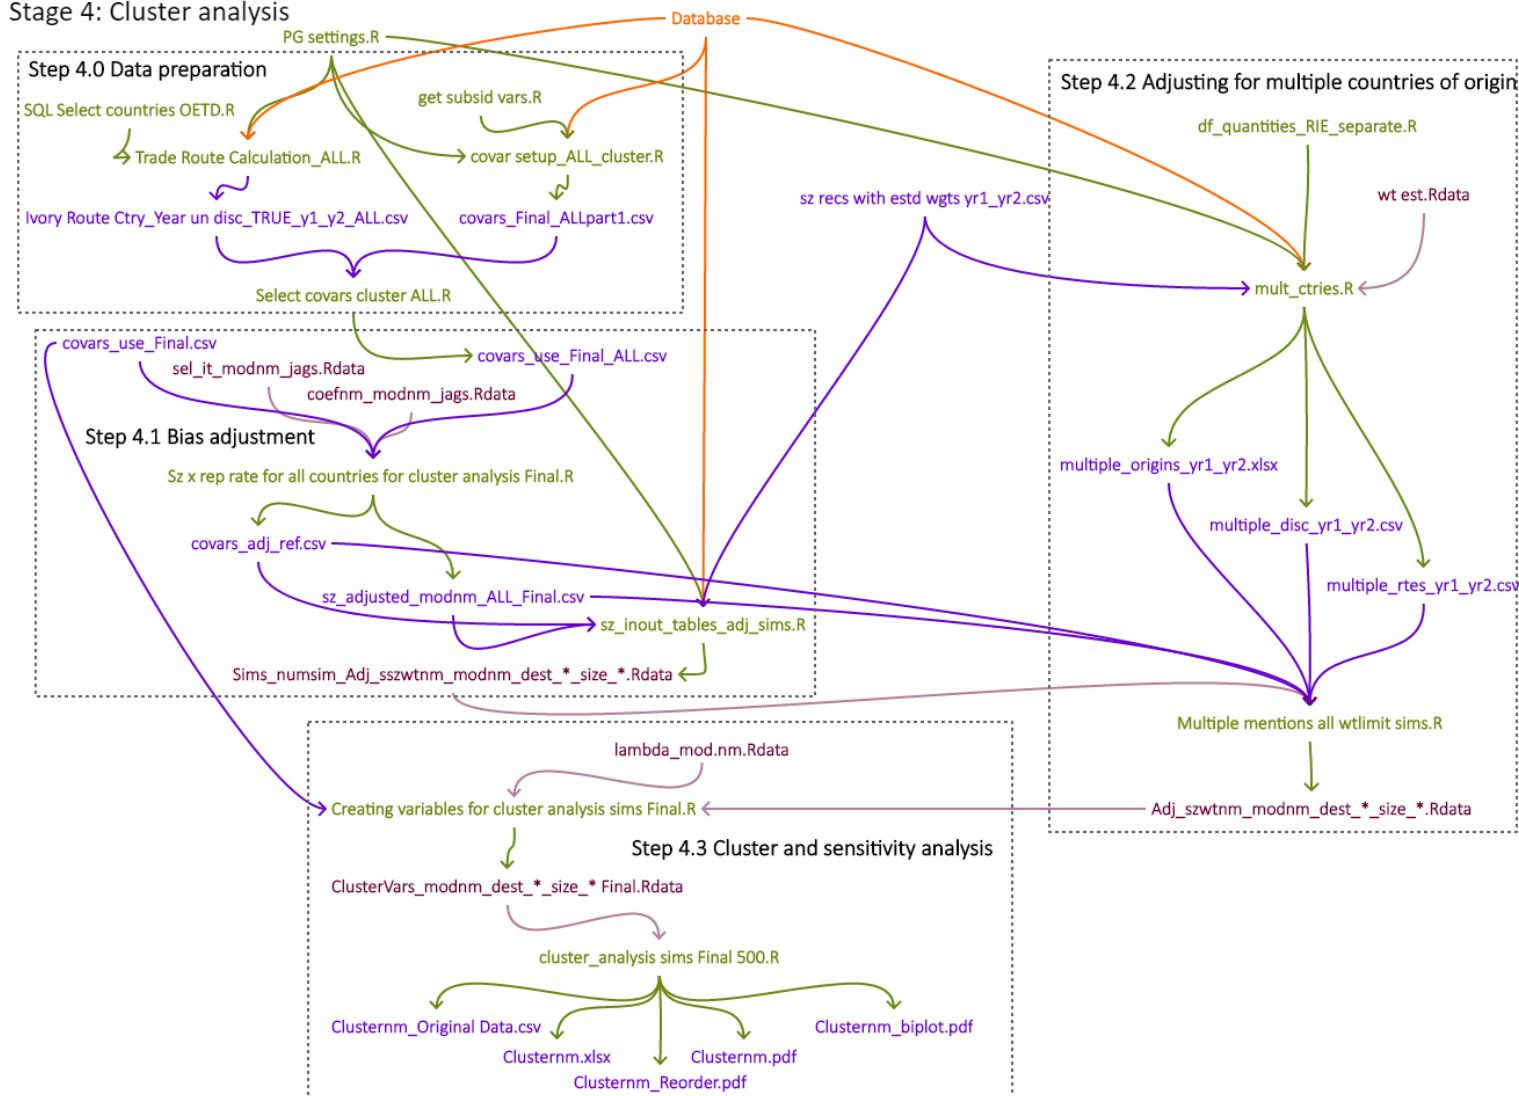 Stage 4: Cluster analysis
Database
PG settings.R
Step 4.0 Data preparation
SQL Select countries OETD.R
get subsid vars.R
Trade Route Calculation_ALL.R
covar setup_ALL_cluster.R
Ivory Route Ctry_Year un disc_TRUE_y1_y2_ALL.csv
covars_Final_ALLpart1.csv
Select covars cluster ALL.R
sz recs with estd wgts yr1_yr2.csv
Step 4.2 Adjusting for multiple countries of origin
df_quantities_RIE_separate.R
wt est.Rdata
mult_ctries.R
multiple_origins_yr1_yr2.xlsx
multiple_disc_yr1_yr2.csv
multiple_rtes_yr1_yr2.csv
Multiple mentions all wtlimit sims.R
Adj_szwtnm_modnm_dest_*_size_*.Rdata
covars_use_Final.csv
covars_use_Final_ALL.csv
sel_it_modnm_jags.Rdata
coefnm_modnm_jags.Rdata
Step 4.1 Bias adjustment
Sz x rep rate for all countries for cluster analysis Final.R
covars_adj_ref.csv
sz_adjusted_modnm_ALL_Final.csv
sz_inout_tables_adj_sims.R
Sims_numsim_Adj_sszwtnm_modnm_dest_*_size_*.Rdata
lambda_mod.nm.Rdata
Creating variables for cluster analysis sims Final.R
Step 4.3 Cluster and sensitivity analysis
ClusterVars_modnm_dest_*_size_* Final.Rdata
cluster_analysis sims Final 500.R
Clusternm_Original Data.csv
Clusternm_biplot.pdf
Clusternm.xlsx
Clusternm.pdf
Clusternm_Reorder.pdf